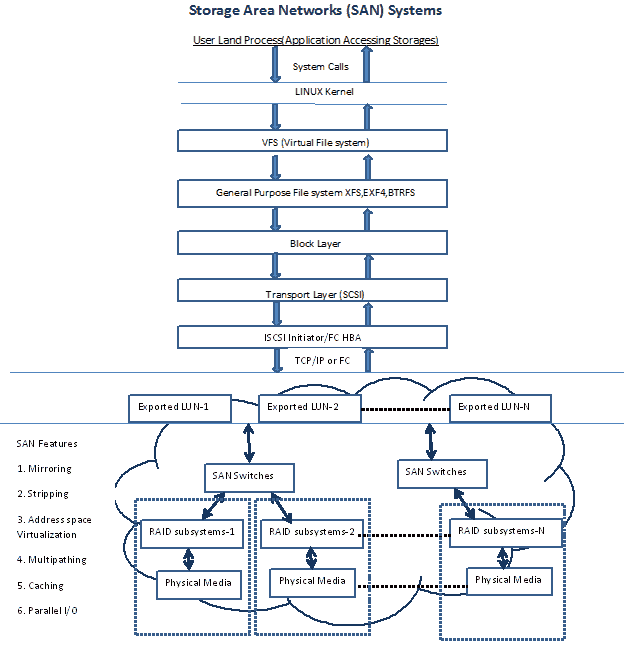 Storage Area Networks (SAN) Systems
User Land Process(Application Accessing Storages)
System Calls
LINUX Kernel
VFS (Virtual File system)
General Purpose File system XFS,EXF4,BTRFS
Block Layer
Transport Layer (SCSI)
ISCSI Initiator/FC HBA
TCP/IP or FC
Exported LUN-1
Exported LUN-2
Exported LUN-N
SAN Features
1. Mirroring
2. Stripping
3. Address space
Virtualization
4. Multipathing
5. Caching
6. Parallel I/O
SAN Switches
SAN Switches
RAID subsystems-1
RAID subsystems-2
RAID subsystems-N
Physical Media
Physical Media
Physical Media